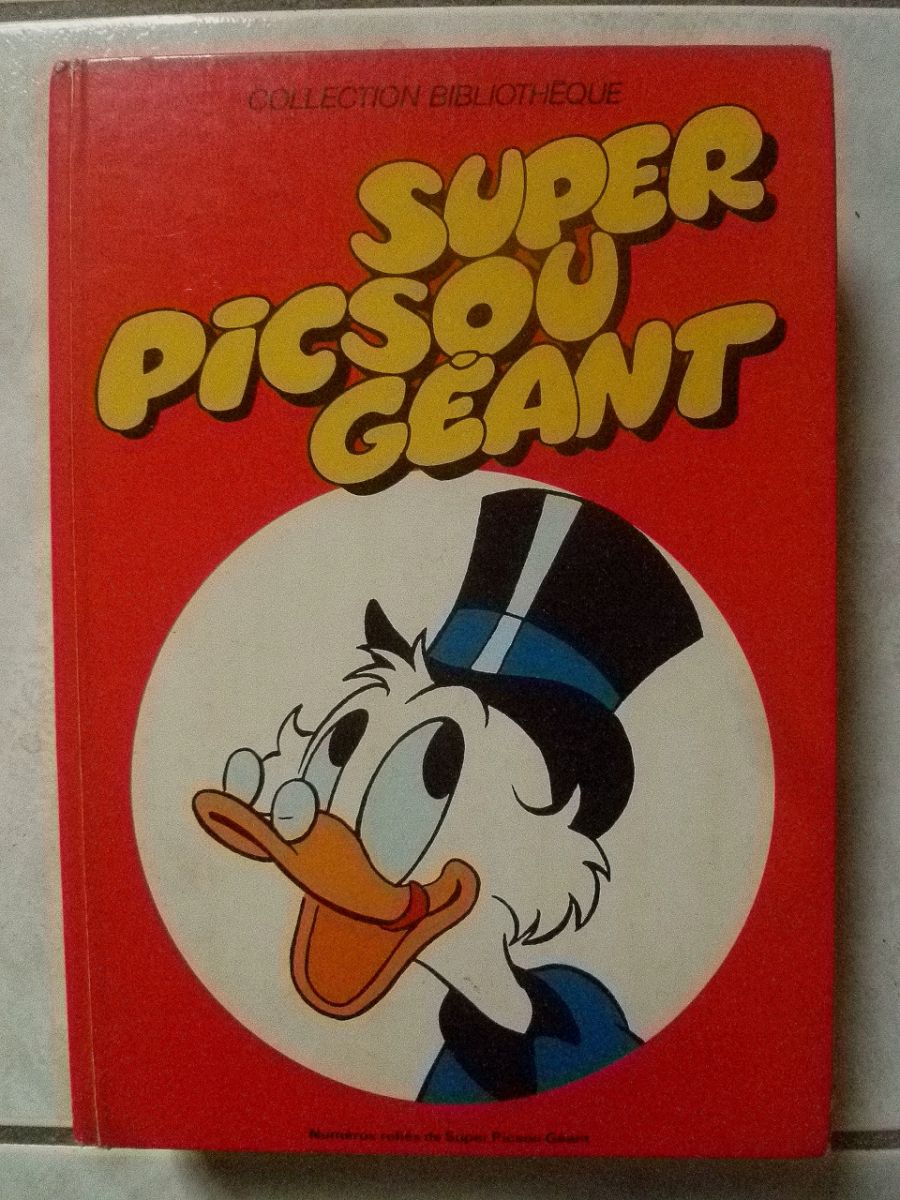 COLLECTION BIBLIOTHÈQUE
SUPER
PiCSOU
GÉANT
Numéros reliés de Super Picsou Géant